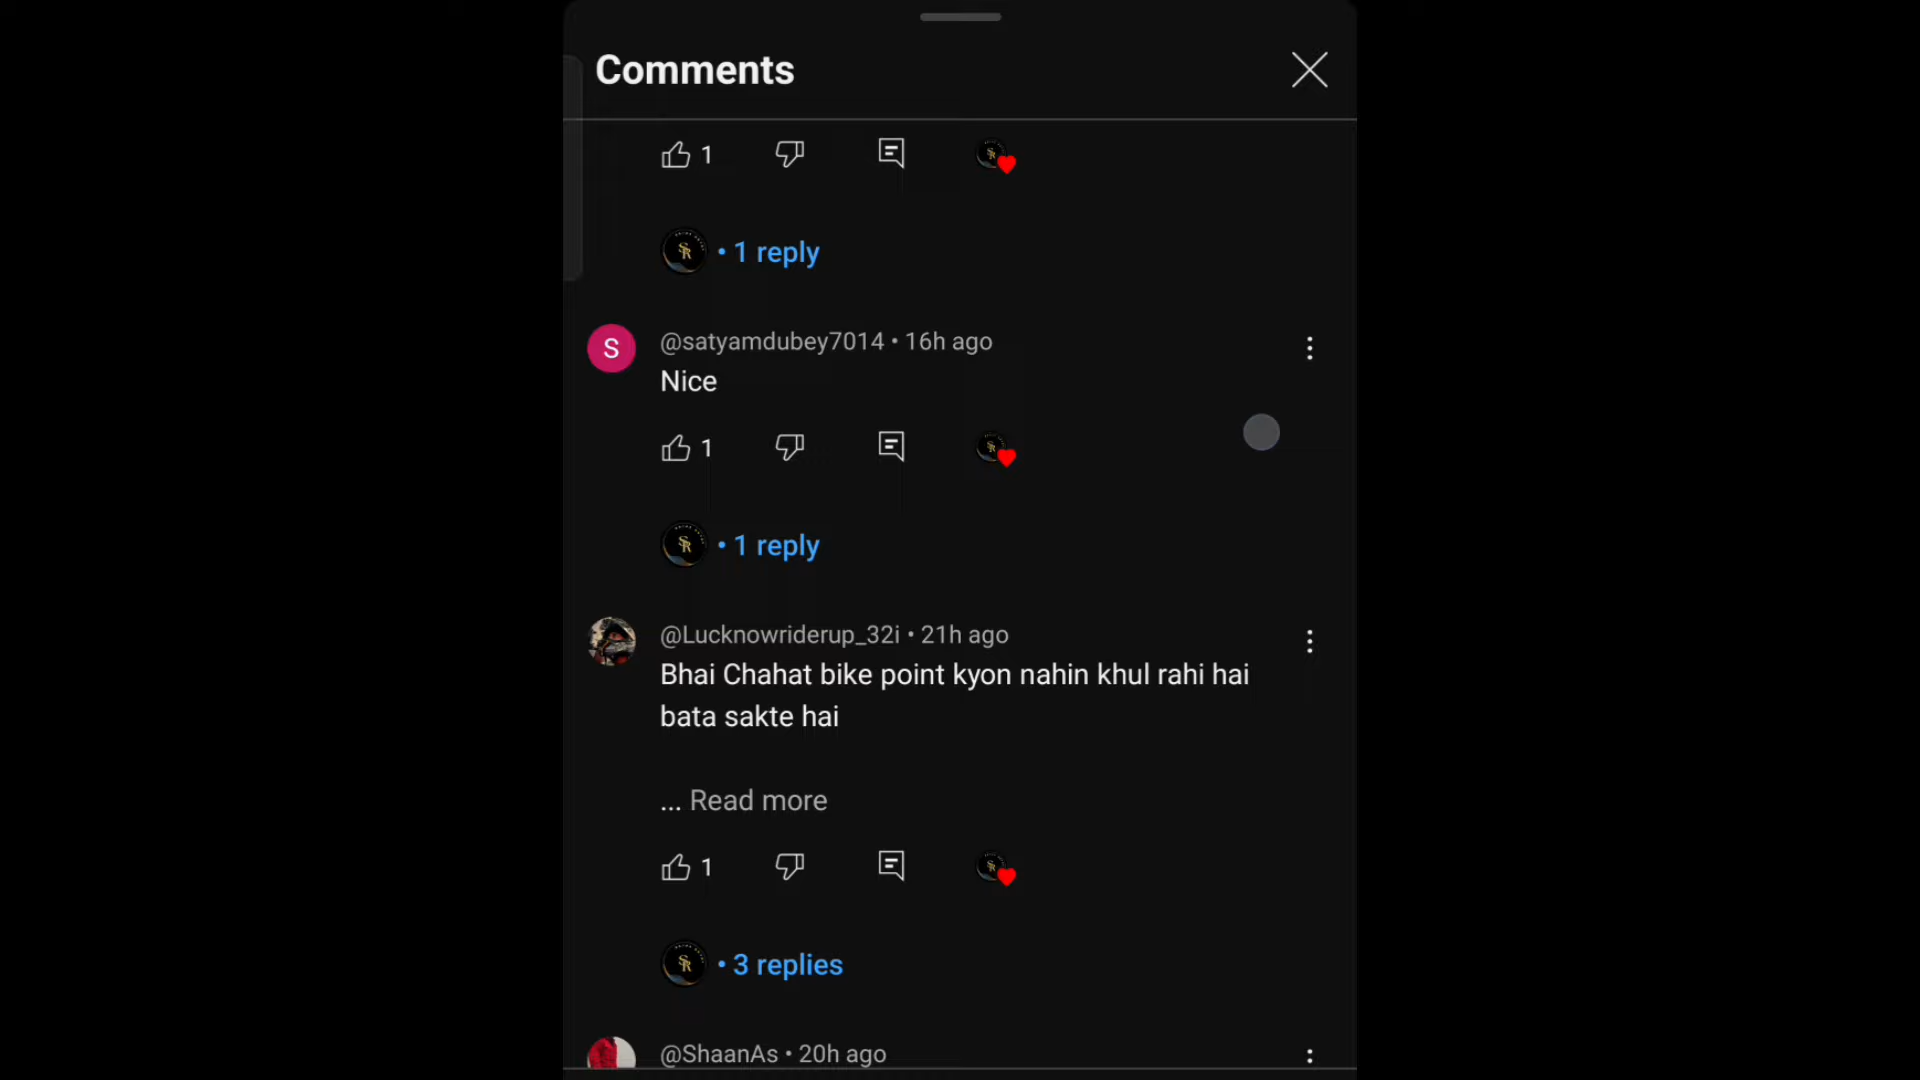 Comments
1
• 1 reply
S
@satyamdubey7014 • 16h ago
Nice
1
• 1 reply
@Lucknowriderup_32i • 21h ago
Bhai Chahat bike point kyon nahin khul rahi hai
bata sakte hai
... Read more
1
• 3 replies
@ShaanAs • 20h ago